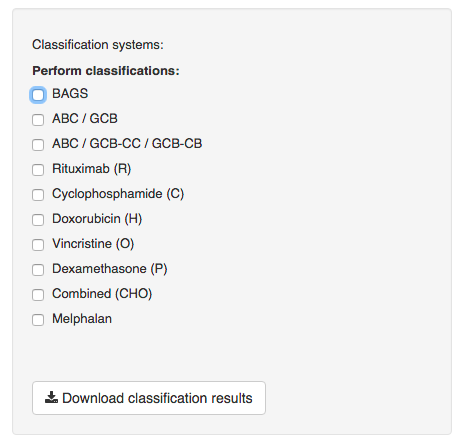 Classification systems:
Perform classifications:
BAGS
ABC / GCB
ABC / GCB-CC / GCB-CB
Rituximab (R)
Cyclophosphamide (C)
Doxorubicin (H)
Vincristine (O)
Dexamethasone (P)
Combined (CHO)
Melphalan
Download classification results